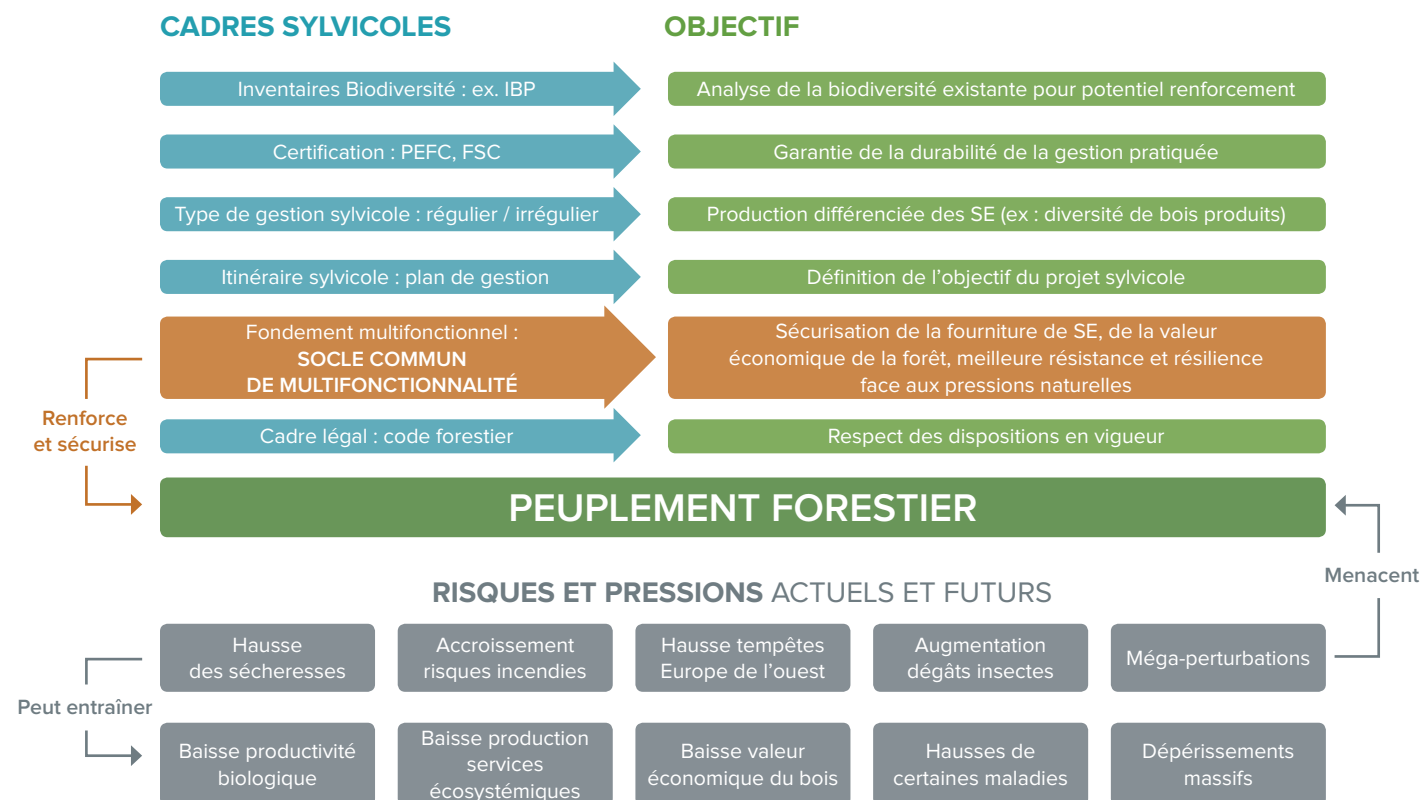 CADRES SYLVICOLES
OBJECTIF
Inventaires Biodiversité : ex. IBP
Analyse de la biodiversité existante pour potentiel renforcement
Certification : PEFC, FSC
Garantie de la durabilité de la gestion pratiquée
Type de gestion sylvicole : régulier / irrégulier
Production différenciée des SE (ex : diversité de bois produits)
Itinéraire sylvicole : plan de gestion
Définition de l’objectif du projet sylvicole
Fondement multifonctionnel :
SOCLE COMMUN
DE MULTIFONCTIONNALITÉ
Sécurisation de la fourniture de SE, de la valeur
économique de la forêt, meilleure résistance et résilience
face aux pressions naturelles
Renforce
et sécurise
Cadre légal : code forestier
Respect des dispositions en vigueur
PEUPLEMENT FORESTIER
Menacent
RISQUES ET PRESSIONS ACTUELS ET FUTURS
Hausse
des sécheresses
Accroissement
risques incendies
Hausse tempêtes
Europe de l’ouest
Augmentation
dégâts insectes
Méga-perturbations
Peut entraîner
Baisse productivité
biologique
Baisse production
services
écosystémiques
Baisse valeur
économique du bois
Hausses de
certaines maladies
Dépérissements
massifs